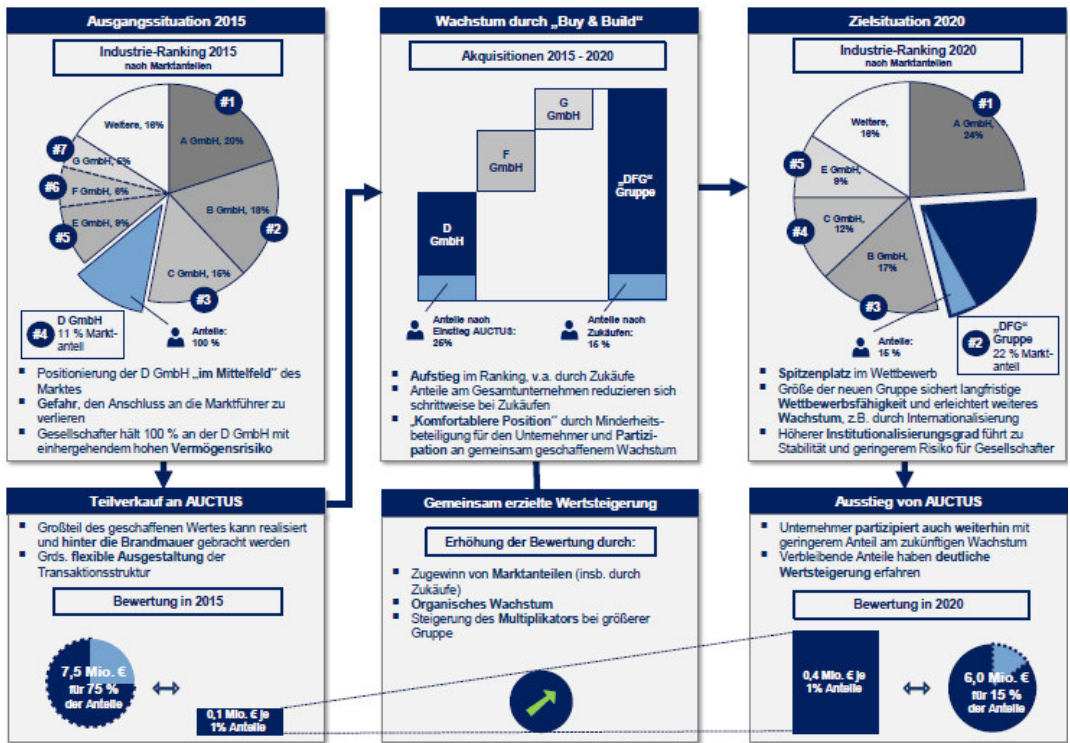 Ausgangssituation 2015
Industrie-Ranking 2015
nach Marktanteilen
#1
Weitere, 16%
A GmbH, 20%
#7
G GmbH, 5%
#6
F GmbH, 6%
B GmbH, 18%
#2
E GmbH, 9%
#5
C GmbH, 15%
#3
#4
D GmbH
11 % Markt-
anteil
Anteile:
100 %
Positionierung der D GmbH „im Mittelfeld" des
Marktes
Gefahr, den Anschluss an die Marktführer zu
verlieren
Gesellschafter hält 100 % an der D GmbH mit
einhergehendem hohen Vermögensrisiko
Wachstum durch „Buy & Build"
Akquisitionen 2015 - 2020
G
GmbH
F
GmbH
D
GmbH
„DFG"
Gruppe
Anteile nach
Einstieg AUCTUS:
25%
Anteile nach
Zukäufen:
15 %
Aufstieg im Ranking, v.a. durch Zukäufe
Anteile am Gesamtunternehmen reduzieren sich
schrittweise bei Zukäufen
„Komfortablere Position" durch Minderheits-
beteiligung für den Unternehmer und Partizi-
pation an gemeinsam geschaffenem Wachstum
Zielsituation 2020
Industrie-Ranking 2020
nach Marktanteilen
#1
Weitere,
16%
A GmbH,
24%
#5
E GmbH,
9%
#4
C GmbH,
12%
B GmbH,
17%
#3
Anteile:
15 %
#2
„DFG"
Gruppe
22 % Markt-
anteil
Spitzenplatz im Wettbewerb
Größe der neuen Gruppe sichert langfristige
Wettbewerbsfähigkeit und erleichtert weiteres
Wachstum, z.B. durch Internationalisierung
Höherer Institutionalisierungsgrad führt zu
Stabilität und geringerem Risiko für Gesellschafter
Teilverkauf an AUCTUS
Großteil des geschaffenen Wertes kann realisiert
und hinter die Brandmauer gebracht werden
Grds. flexible Ausgestaltung der
Transaktionsstruktur
Bewertung in 2015
7,5 Mio. €
für 75 %
der Anteile
0,1 Mio. € je
1% Anteile
Gemeinsam erzielte Wertsteigerung
Erhöhung der Bewertung durch:
Zugewinn von Marktanteilen (insb. durch
Zukäufe)
Organisches Wachstum
Steigerung des Multiplikators bei größerer
Gruppe
Ausstieg von AUCTUS
Unternehmer partizipiert auch weiterhin mit
geringerem Anteil am zukünftigen Wachstum
Verbleibende Anteile haben deutliche
Wertsteigerung erfahren
Bewertung in 2020
0,4 Mio. € je
1% Anteile
6,0 Mio. €
für 15 %
der Anteile